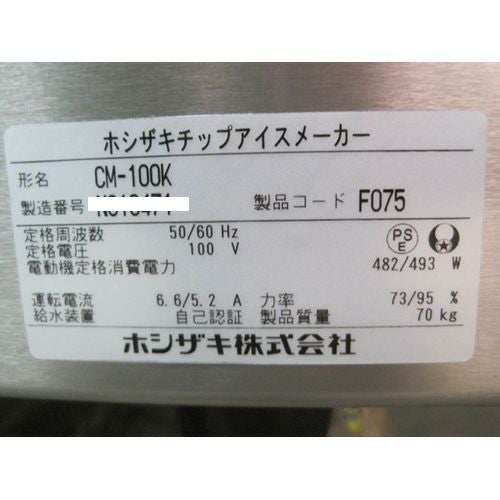 ホシザキチップアイスメーカー
形名 CM-100K
製造番号 製品コード F075
定格周波数 50/60 Hz
定格電圧 100 V
PS E
電動機定格消費電力 482/493 W
運転電流 6.6/5.2 A 力率 73/95 %
給水装置 自己認証 製品質量 70 kg
ホシザキ株式会社